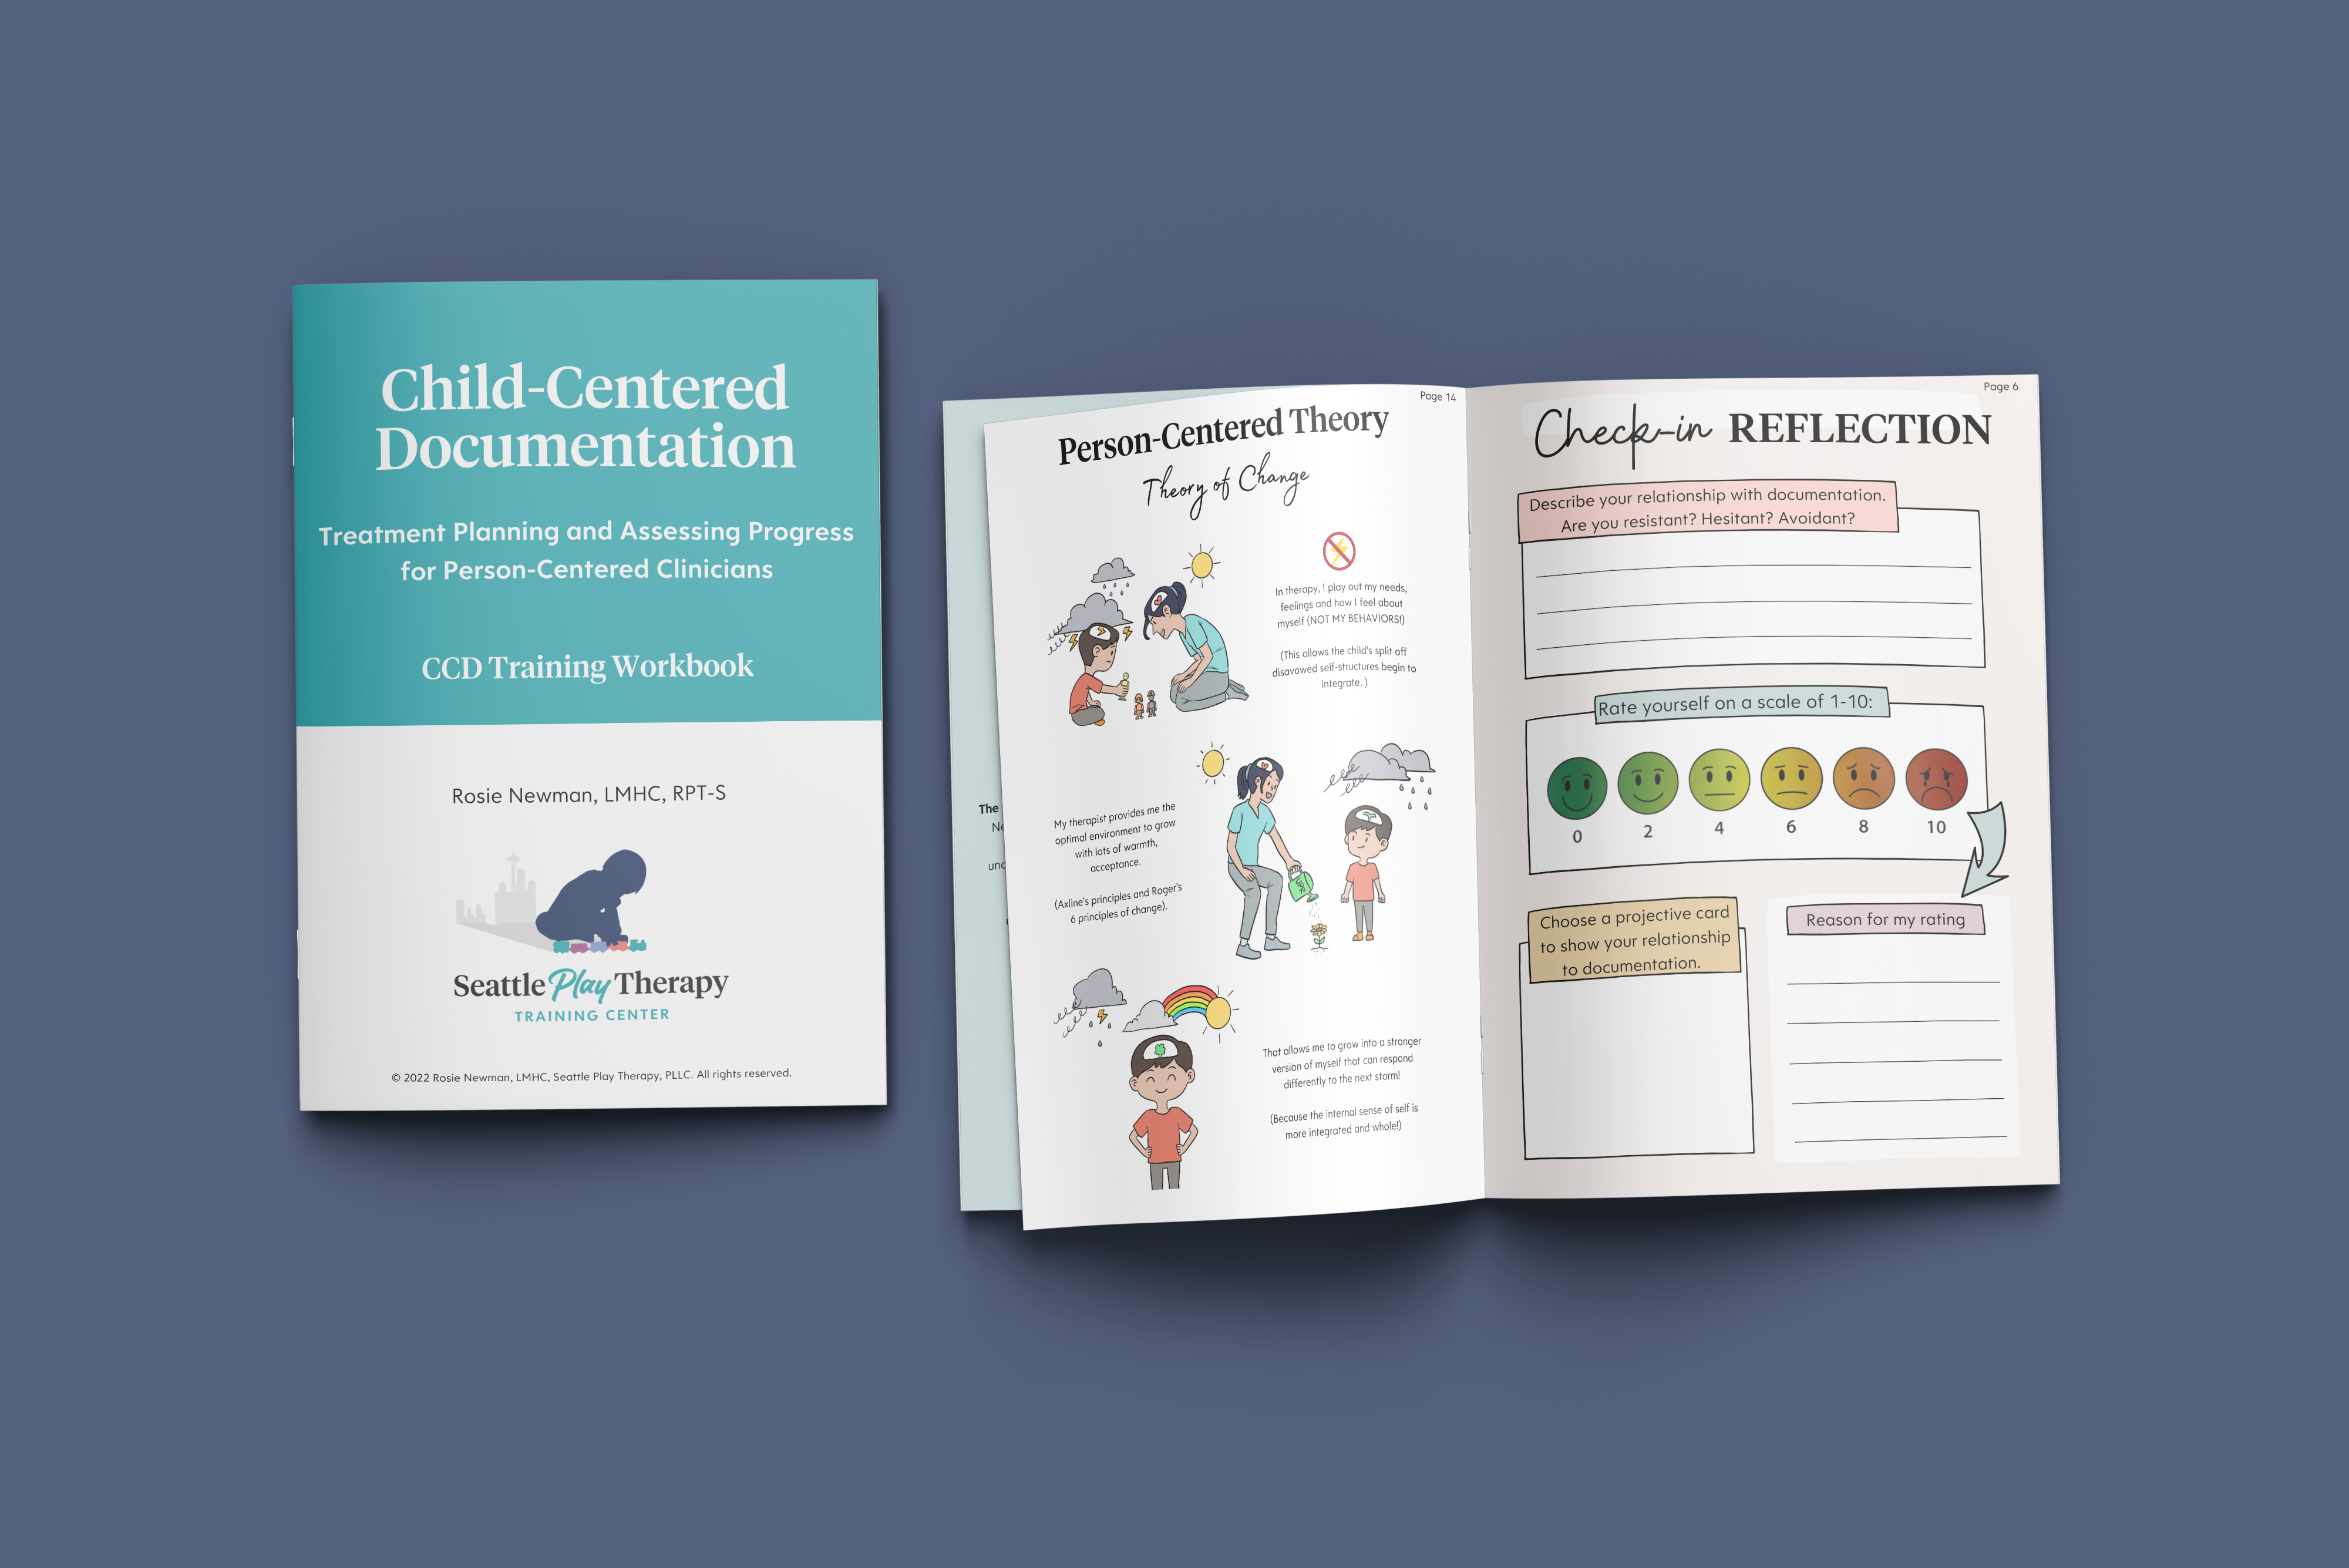 Child-Centered
Documentation
Treatment Planning and Assessing Progress
for Person-Centered Clinicians
CCD Training Workbook
Rosie Newman, LMHC, RPT-S
Seattle Play Therapy
TRAINING CENTER
© 2022 Rosie Newman, LMHC, Seattle Play Therapy, PLLC. All rights reserved.
The
Page 14
Person-Centered Theory
Theory of Change
In therapy, I play out my needs,
feelings and how I feel about
myself (NOT MY BEHAVIORS!)
(This allows the child's split off
disavowed self-structures begin to
integrate. )
My therapist provides me the
optimal environment to grow
with lots of warmth,
acceptance.
(Axline's principles and Roger's
6 principles of change).
That allows me to grow into a stronger
version of myself that can respond
differently to the next storm!
(Because the internal sense of self is
more integrated and whole!)
Page 6
Check-in REFLECTION
Describe your relationship with documentation.
Are you resistant? Hesitant? Avoidant?
Rate yourself on a scale of 1-10:
0 2 4 6 8 10
Choose a projective card
to show your relationship
to documentation.
Reason for my rating